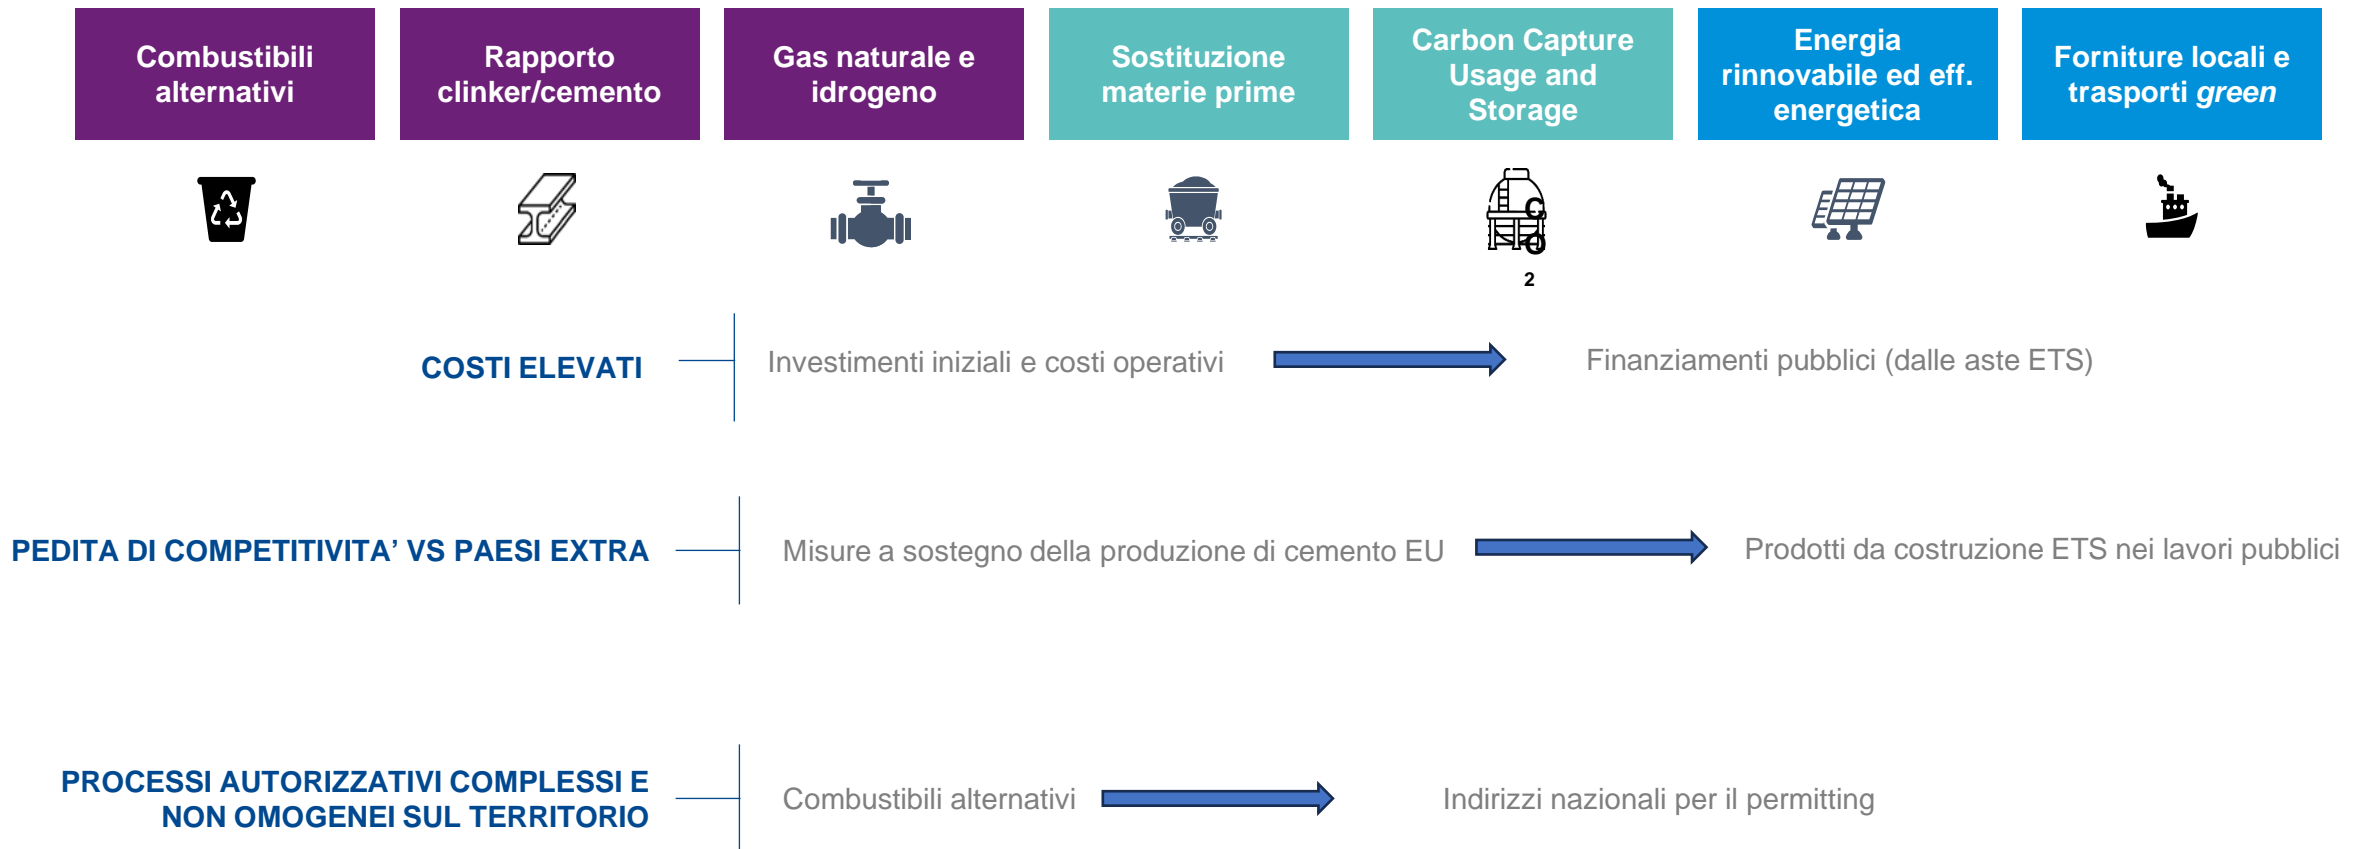 Combustibili
alternativi
Rapporto
clinker/cemento
Gas naturale e
idrogeno
Sostituzione
materie prime
Carbon Capture
Usage and
Storage
Energia
rinnovabile ed eff.
energetica
Forniture locali e
trasporti green
C
O
2
COSTI ELEVATI
Investimenti iniziali e costi operativi
Finanziamenti pubblici (dalle aste ETS)
PEDITA DI COMPETITIVITA’ VS PAESI EXTRA
Misure a sostegno della produzione di cemento EU
Prodotti da costruzione ETS nei lavori pubblici
PROCESSI AUTORIZZATIVI COMPLESSI E
NON OMOGENEI SUL TERRITORIO
Combustibili alternativi
Indirizzi nazionali per il permitting